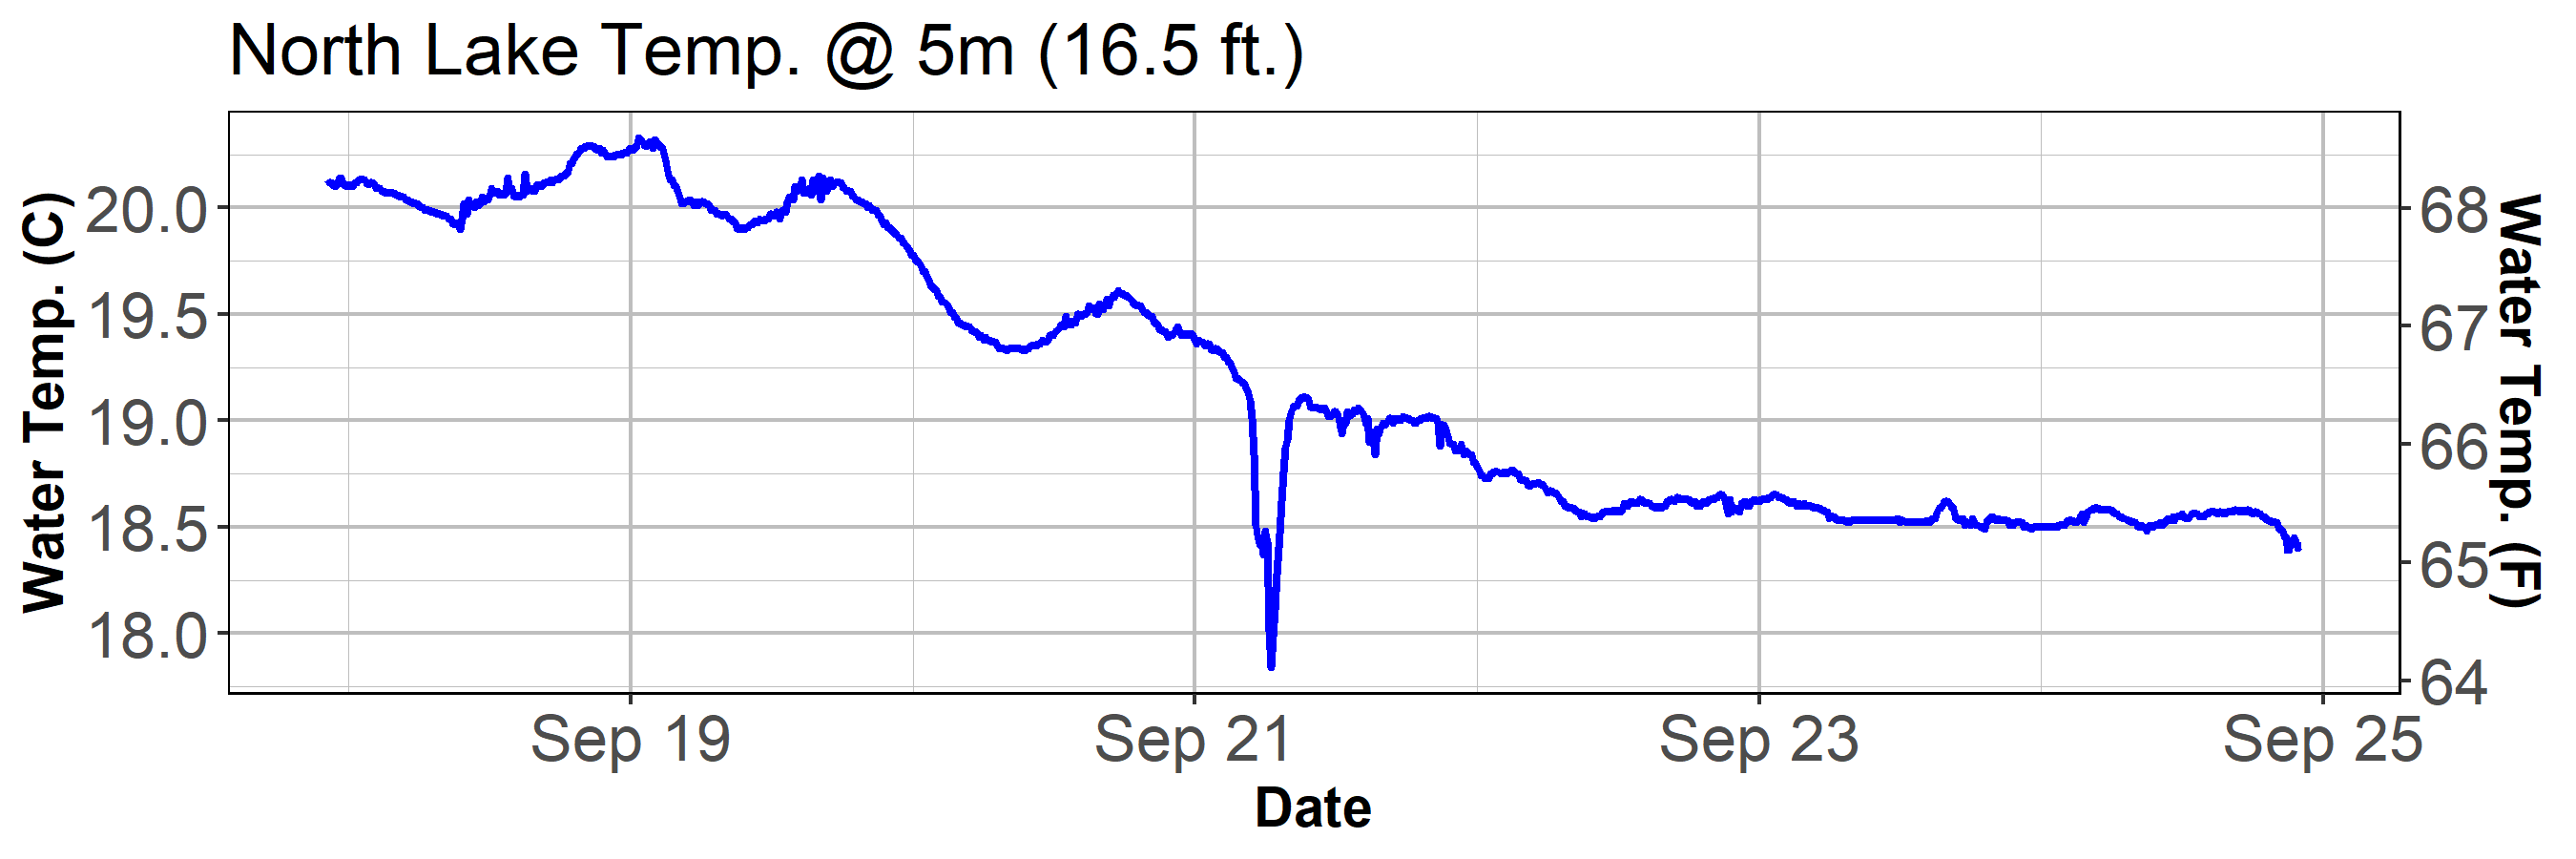 North Lake Temp. @ 5m (16.5 ft.)
Water Temp. (C)
20.0
19.5
19.0
18.5
18.0
68
67
66
65
64
Water Temp. (F)
Sep 19 Sep 21 Sep 23 Sep 25
Date